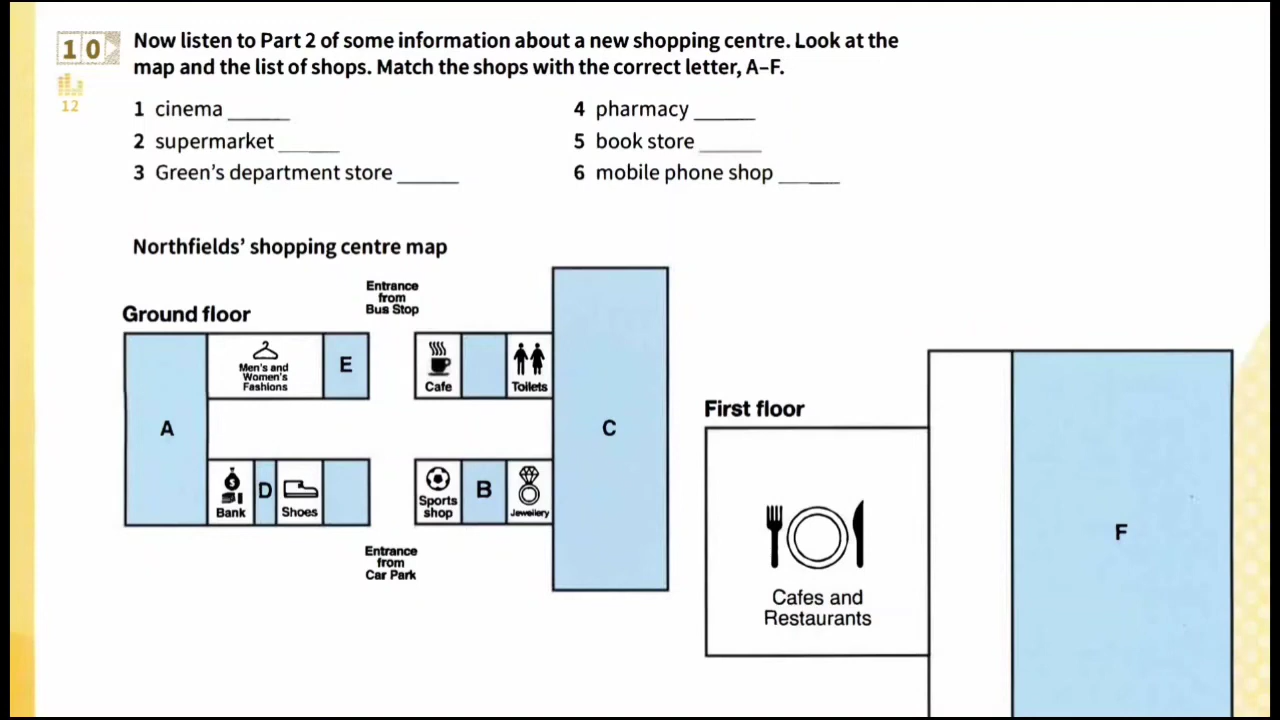 10 Now listen to Part 2 of some information about a new shopping centre. Look at the
map and the list of shops. Match the shops with the correct letter, A–F.
12
1 cinema ______
2 supermarket ______
3 Green's department store ______
4 pharmacy ______
5 book store ______
6 mobile phone shop ______
Northfields' shopping centre map
Ground floor
Entrance
from
Bus Stop
A
Men's and
Women's
Fashions
E
Cafe
Toilets
C
Bank
D
Shoes
Sports
shop
B
Jewellery
Entrance
from
Car Park
First floor
Cafes and
Restaurants
F